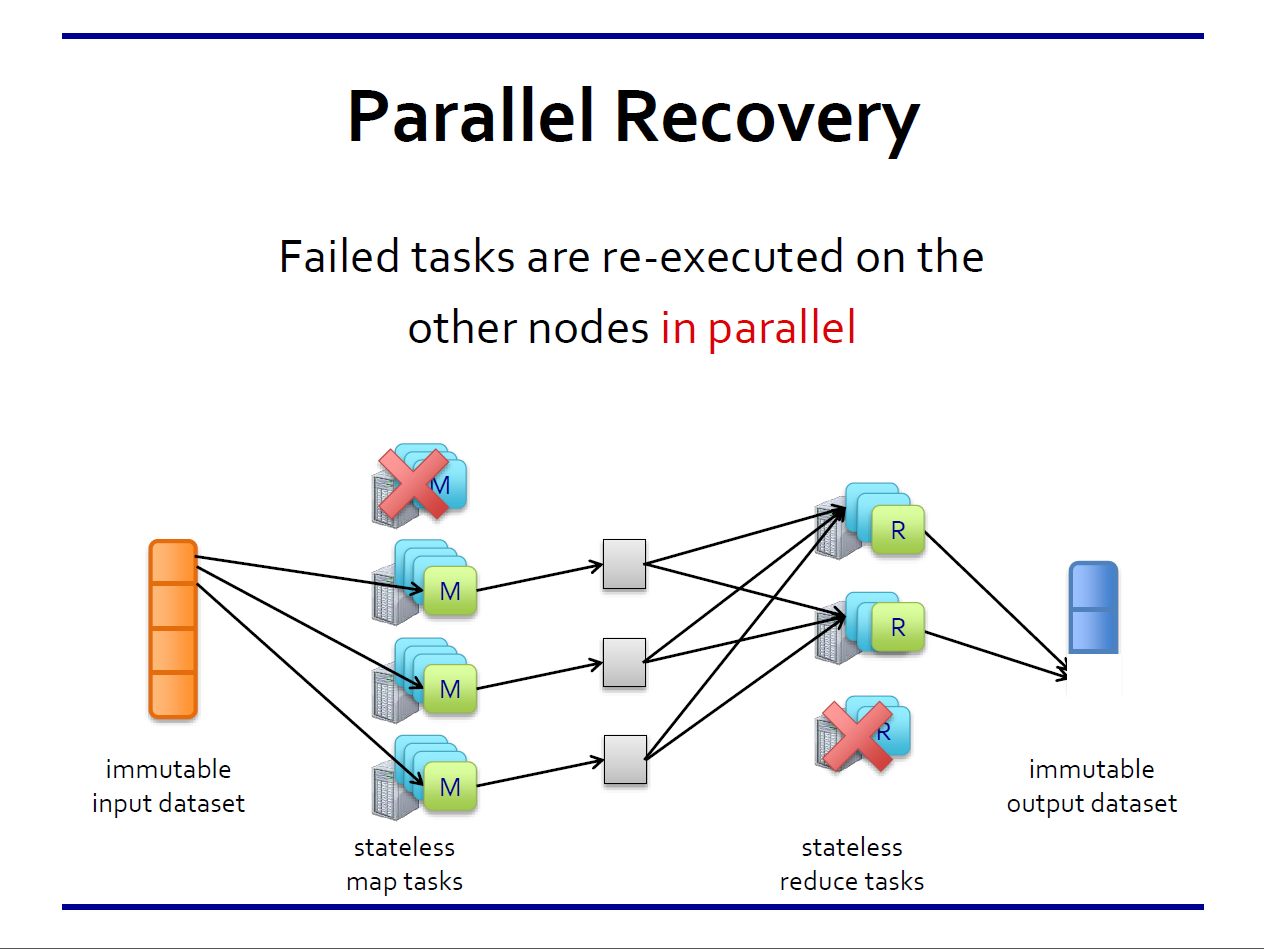 Parallel Recovery
Failed tasks are re-executed on the
other nodes in parallel
M
M
M
M
R
R
R
immutable
input dataset
stateless
map tasks
stateless
reduce tasks
immutable
output dataset